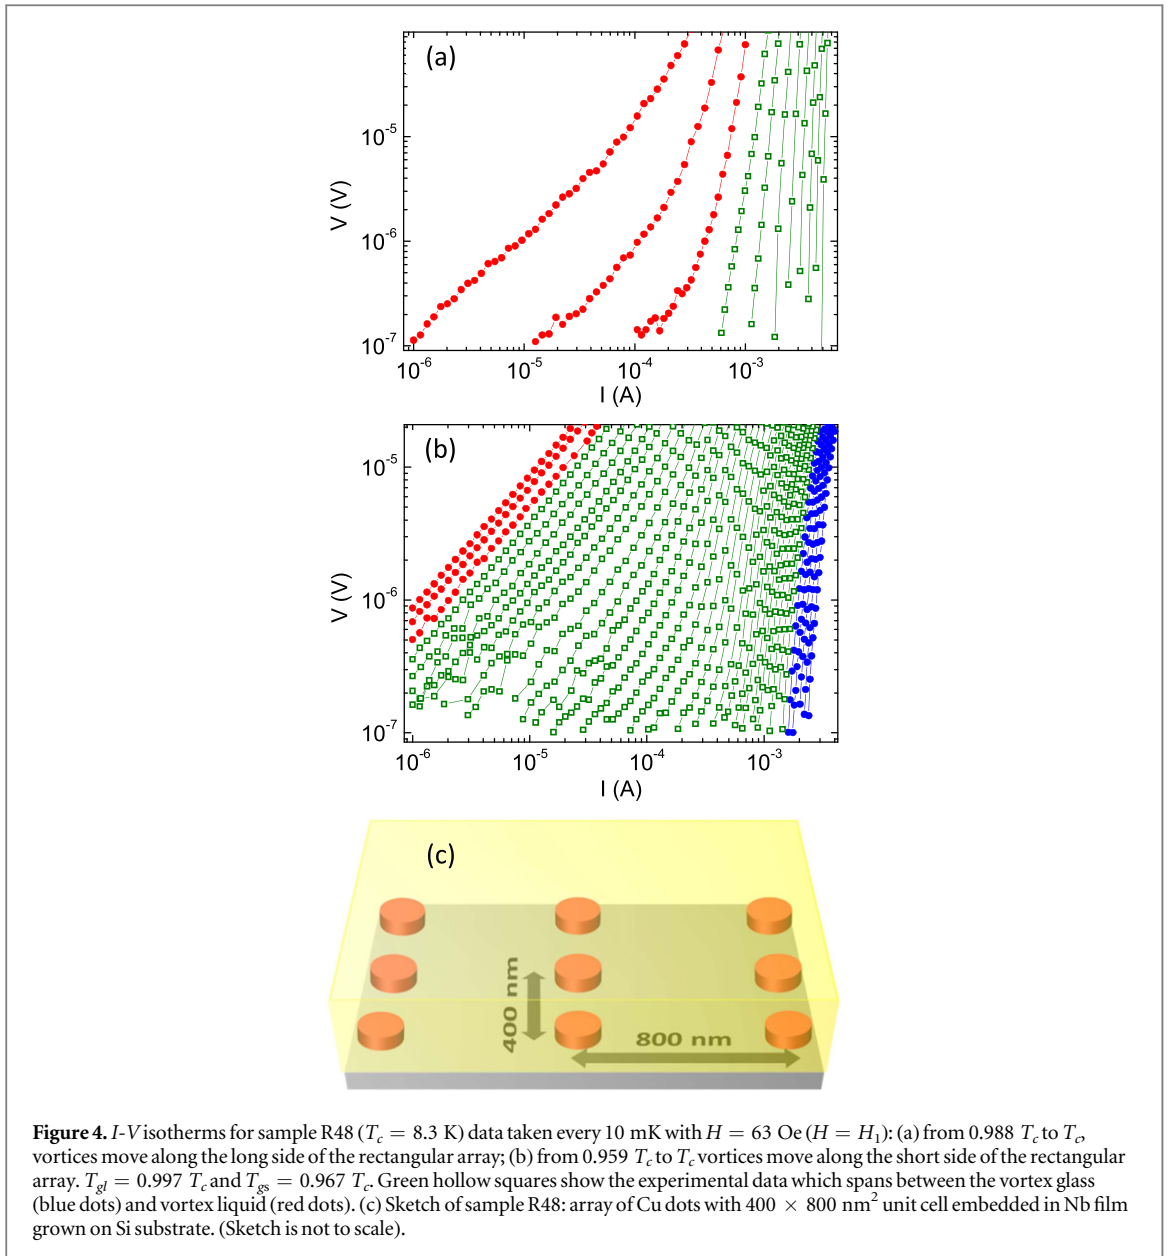 (a)
10⁻⁵
10⁻⁶
10⁻⁷
V (V)
10⁻⁶ 10⁻⁵ 10⁻⁴ 10⁻³
I (A)
(b)
10⁻⁵
10⁻⁶
10⁻⁷
V (V)
10⁻⁶ 10⁻⁵ 10⁻⁴ 10⁻³
I (A)
(c)
400 nm
800 nm
Figure 4. I-V isotherms for sample R48 (T_c = 8.3 K) data taken every 10 mK with H = 63 Oe (H = H₁): (a) from 0.988 T_c to T_c,
vortices move along the long side of the rectangular array; (b) from 0.959 T_c to T_c vortices move along the short side of the rectangular
array. T_gl = 0.997 T_c and T_gs = 0.967 T_c. Green hollow squares show the experimental data which spans between the vortex glass
(blue dots) and vortex liquid (red dots). (c) Sketch of sample R48: array of Cu dots with 400 × 800 nm² unit cell embedded in Nb film
grown on Si substrate. (Sketch is not to scale).